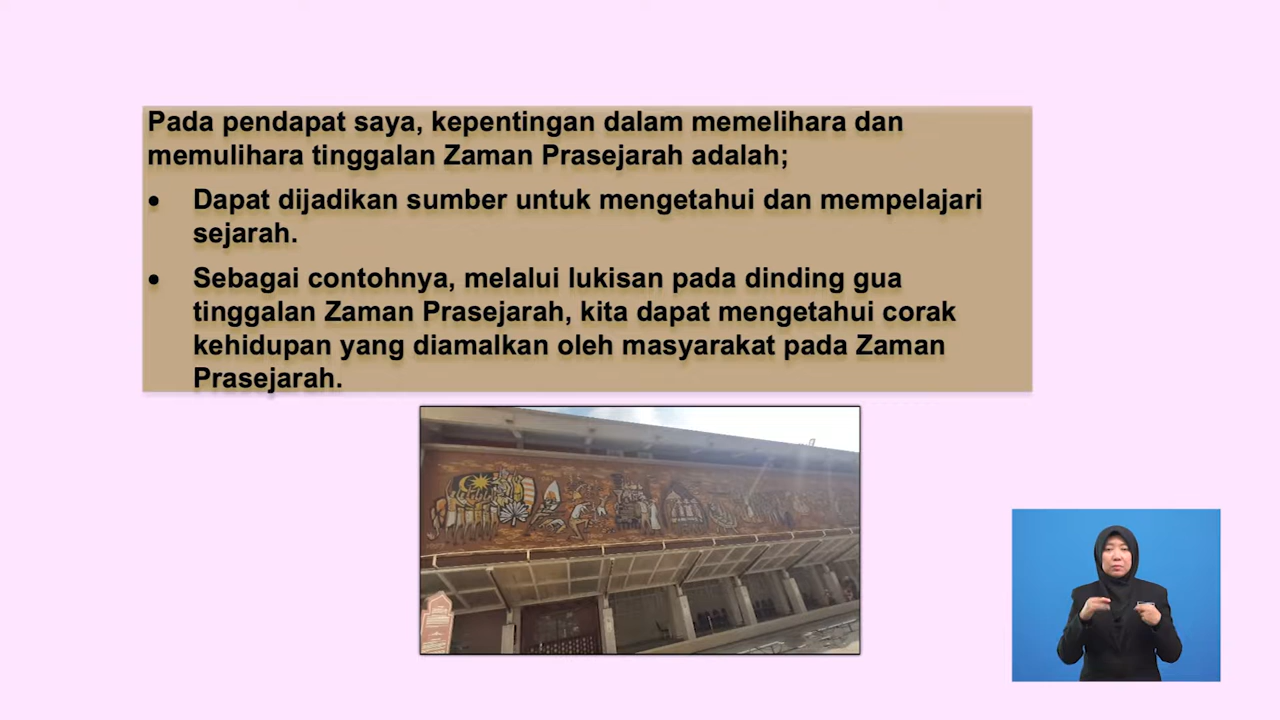 Pada pendapat saya, kepentingan dalam memelihara dan
memulihara tinggalan Zaman Prasejarah adalah;
• Dapat dijadikan sumber untuk mengetahui dan mempelajari
sejarah.
• Sebagai contohnya, melalui lukisan pada dinding gua
tinggalan Zaman Prasejarah, kita dapat mengetahui corak
kehidupan yang diamalkan oleh masyarakat pada Zaman
Prasejarah.